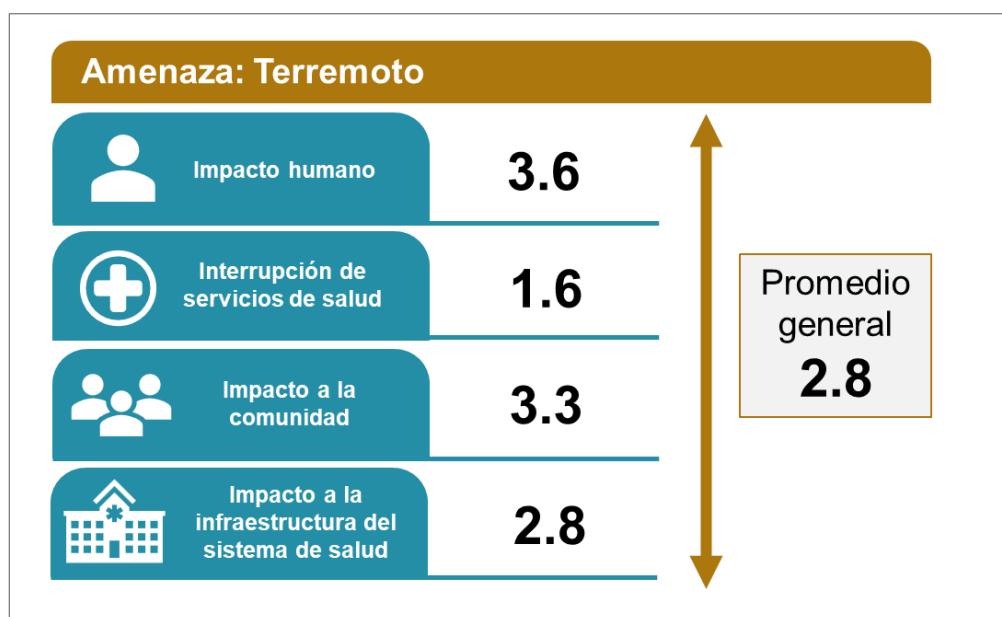 Amenaza: Terremoto
Impacto humano
3.6
Interrupción de
servicios de salud
1.6
Impacto a la
comunidad
3.3
Impacto a la
infraestructura del
sistema de salud
2.8
Promedio
general
2.8